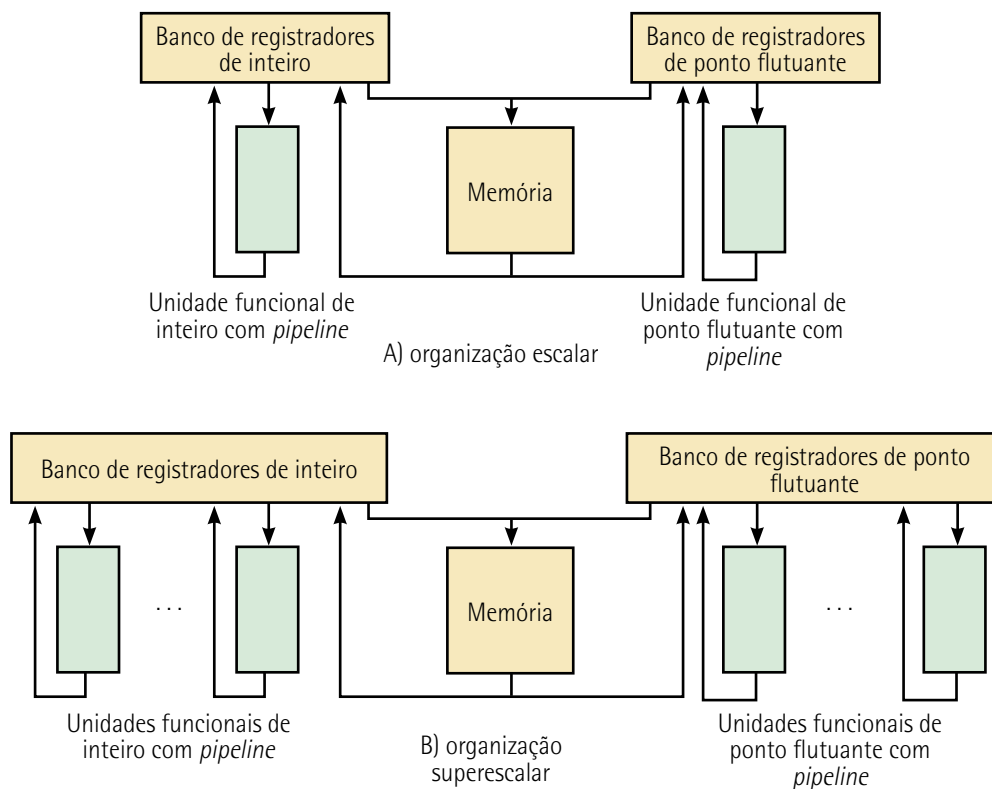 Banco de registradores
de inteiro
Banco de registradores
de ponto flutuante
Memória
Unidade funcional de
inteiro com pipeline
Unidade funcional de
ponto flutuante com
pipeline
A) organização escalar
Banco de registradores de inteiro
Banco de registradores de ponto
flutuante
. . .
Memória
. . .
Unidades funcionais de
inteiro com pipeline
Unidades funcionais de
ponto flutuante com
pipeline
B) organização
superescalar